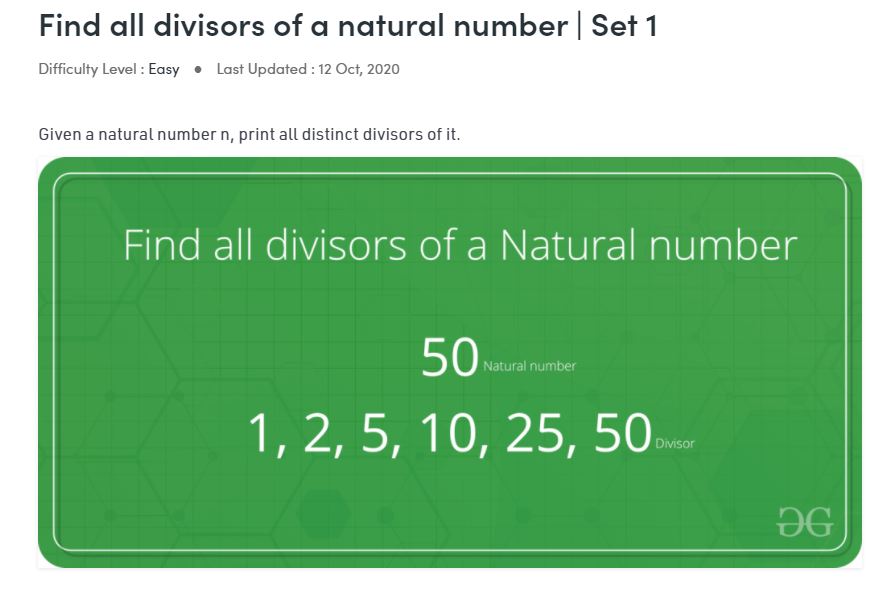 Find all divisors of a natural number | Set 1
Difficulty Level : Easy ● Last Updated : 12 Oct, 2020
Given a natural number n, print all distinct divisors of it.
Find all divisors of a Natural number
50 Natural number
1, 2, 5, 10, 25, 50 Divisor